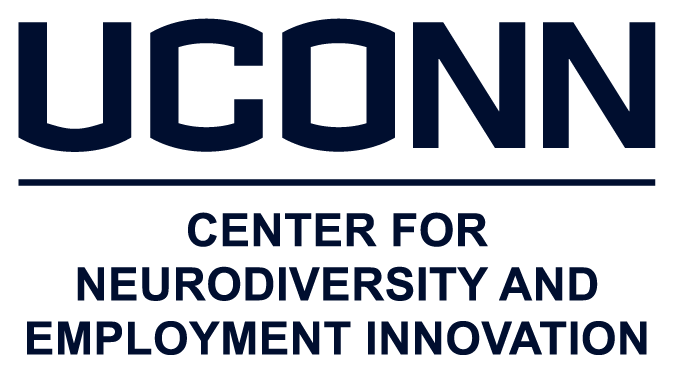 UCONN
CENTER FOR
NEURODIVERSITY AND
EMPLOYMENT INNOVATION